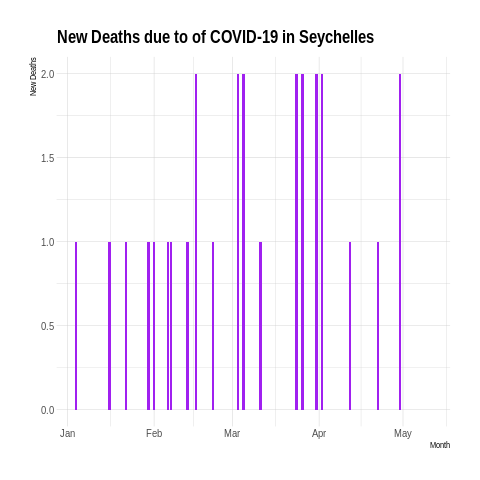 New Deaths due to of COVID-19 in Seychelles
New Deaths
2.0
1.5
1.0
0.5
0.0
Jan Feb Mar Apr May
Month